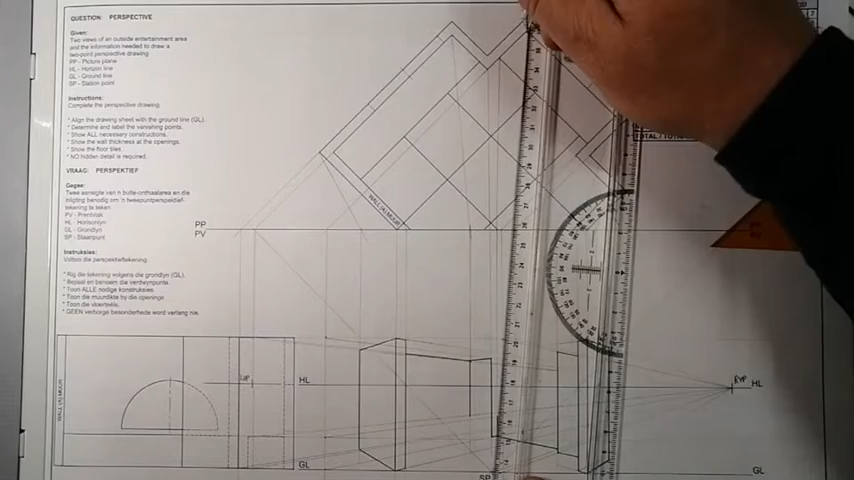 QUESTION: PERSPECTIVE
Given:
Two views of an outside entertainment area
and the information needed to draw a
two-point perspective drawing
PP - Picture plane
HL - Horizon line
GL - Ground line
SP - Station point
Instructions:
Complete the perspective drawing.
* Align the drawing sheet with the ground line (GL).
* Determine and label the vanishing points.
* Show ALL necessary constructions.
* Show the wall thickness at the openings.
* Show the floor tiles.
* NO hidden detail is required.
VRAAG: PERSPEKTIEF
Gegee:
Twee aansigte van 'n buite-onthaalarea en die
inligting benodig om 'n tweepuntperspektief-
tekening te teken
PV - Prentvlak
HL - Horisonlyn
GL - Grondlyn
SP - Staanpunt
Instruksies:
Voltooi die perspektieftekening.
* Rig die tekening volgens die grondlyn (GL).
* Bepaal en benoem die verdwynpunte.
* Toon ALLE nodige konstruksies.
* Toon die muurdikte by die openinge
* Toon die vloerteëls.
* GEEN verborge besonderhede word verlang nie.
WALL (A) MUUR
PP
PV
WALL (A) MUUR
LVP
HL
RVP
HL
GL
GL
SP